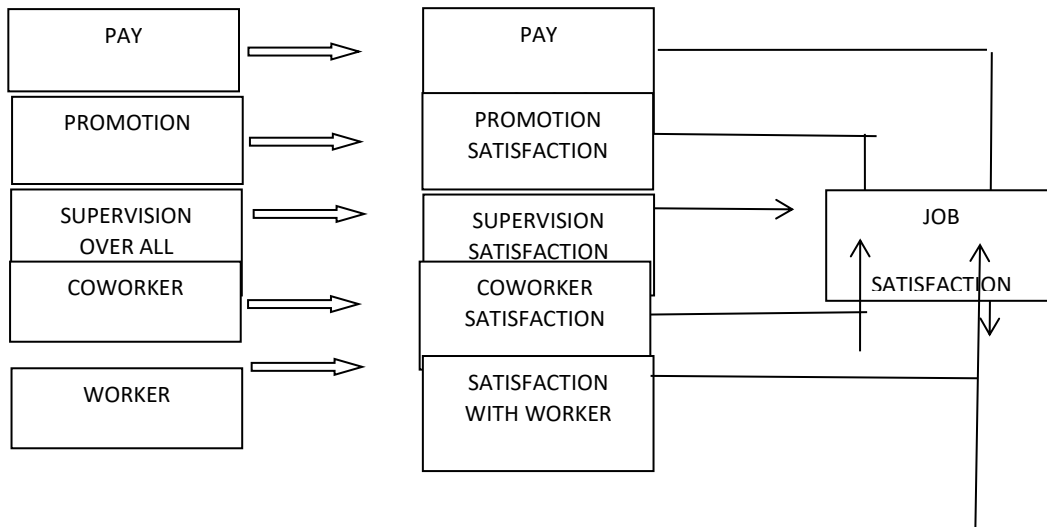 PAY
PROMOTION
SUPERVISION
OVER ALL
COWORKER
WORKER
PAY
PROMOTION
SATISFACTION
SUPERVISION
SATISFACTION
COWORKER
SATISFACTION
SATISFACTION
WITH WORKER
JOB
SATISFACTION